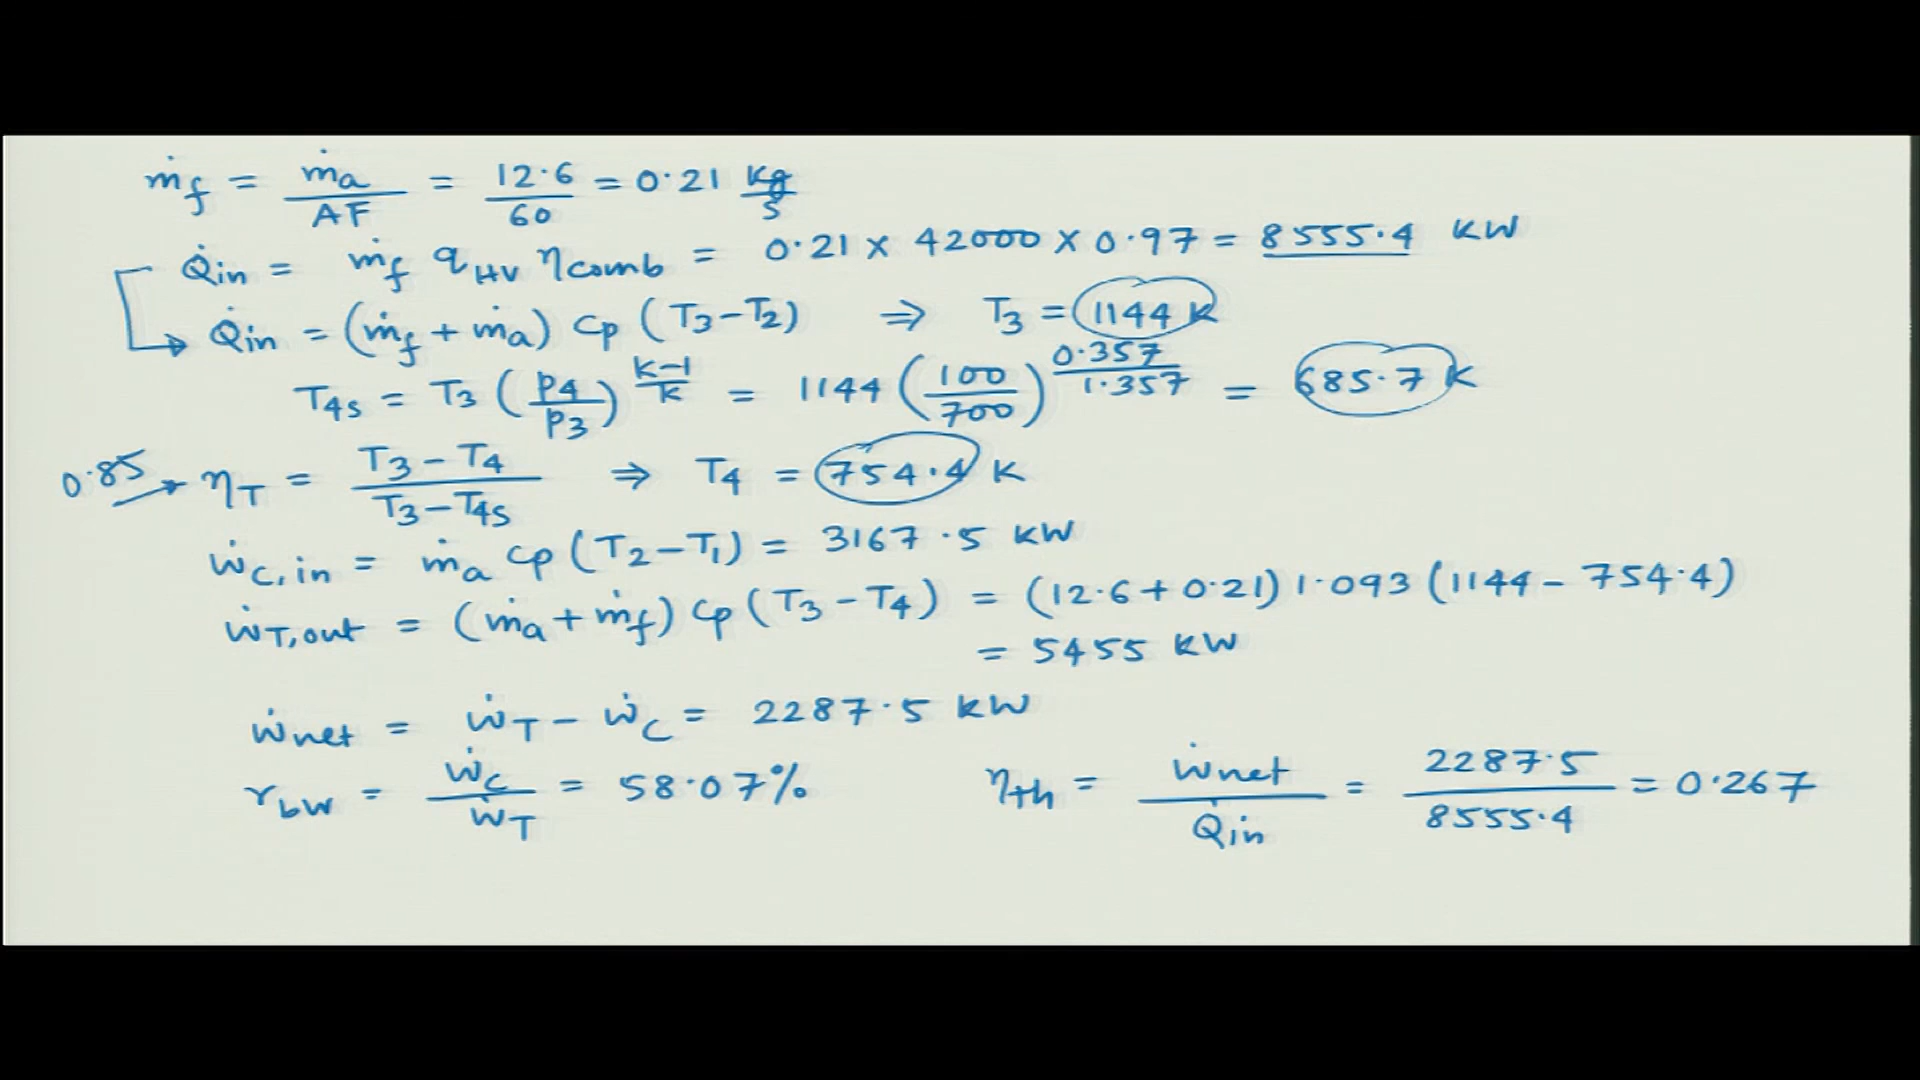 ṁf = ṁa/AF = 12.6/60 = 0.21 kg/s
Q̇in = ṁf qHV ηcomb = 0.21 x 42000 x 0.97 = 8555.4 kW
Q̇in = (ṁf + ṁa) Cp (T3-T2) ⇒ T3 = 1144 K
T4s = T3 (P4/P3)^(k-1/k) = 1144 (100/700)^(0.357/1.357) = 685.7 K
0.85 → ηT = T3-T4/T3-T4s ⇒ T4 = 754.4 K
ẇc,in = ṁa Cp (T2-T1) = 3167.5 kW
ẇT,out = (ṁa + ṁf) Cp (T3-T4) = (12.6 + 0.21) 1.093 (1144 - 754.4)
= 5455 kW
ẇnet = ẇT - ẇc = 2287.5 kW
rbw = ẇc/ẇT = 58.07% ηth = ẇnet/Q̇in = 2287.5/8555.4 = 0.267